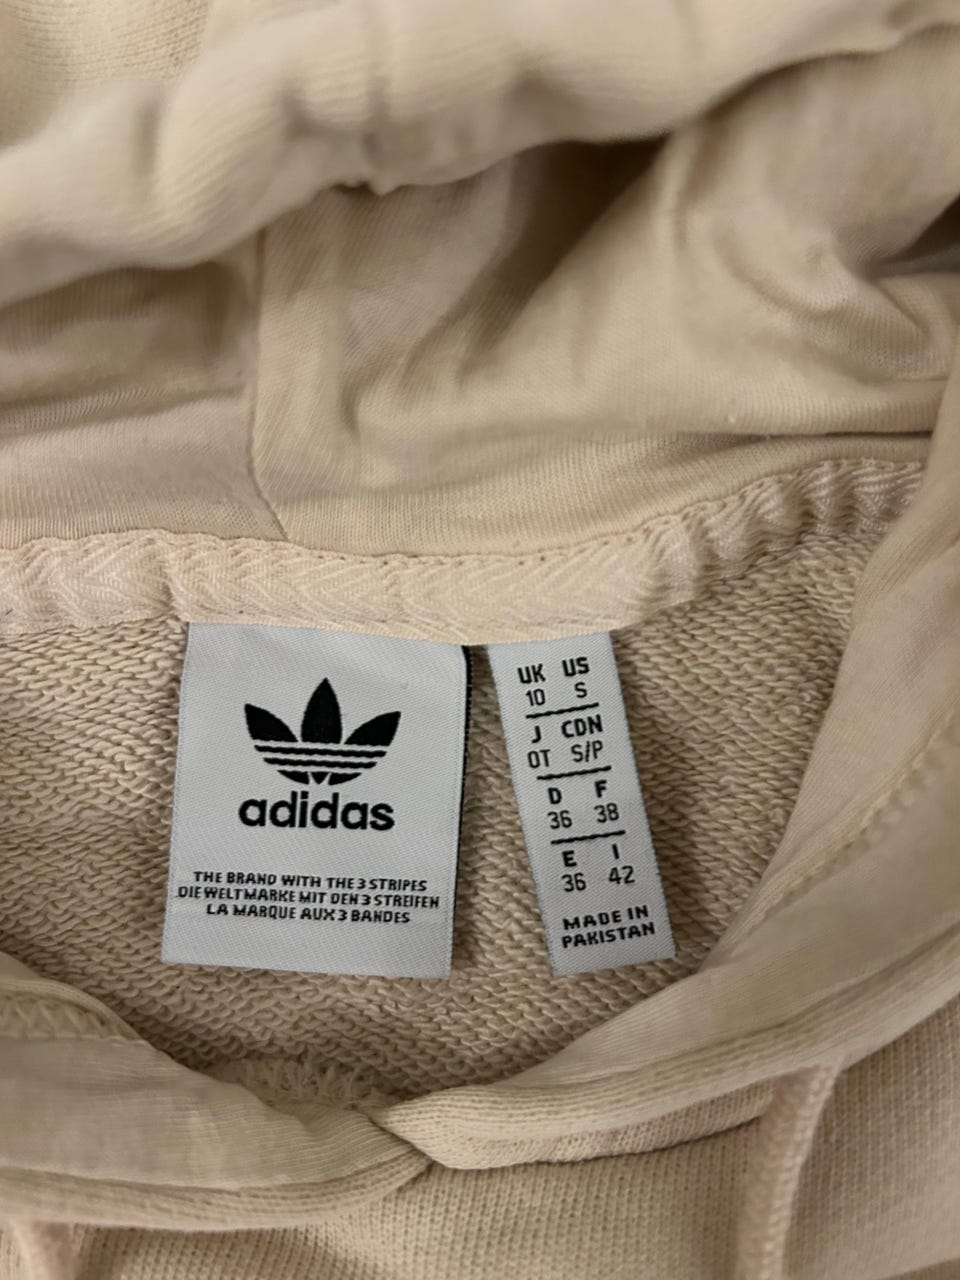 adidas
THE BRAND WITH THE 3 STRIPES
DIE WELTMARKE MIT DEN 3 STREIFEN
LA MARQUE AUX 3 BANDES
UK US
10 S
J CDN
OT S/P
D F
36 38
E I
36 42
MADE IN
PAKISTAN